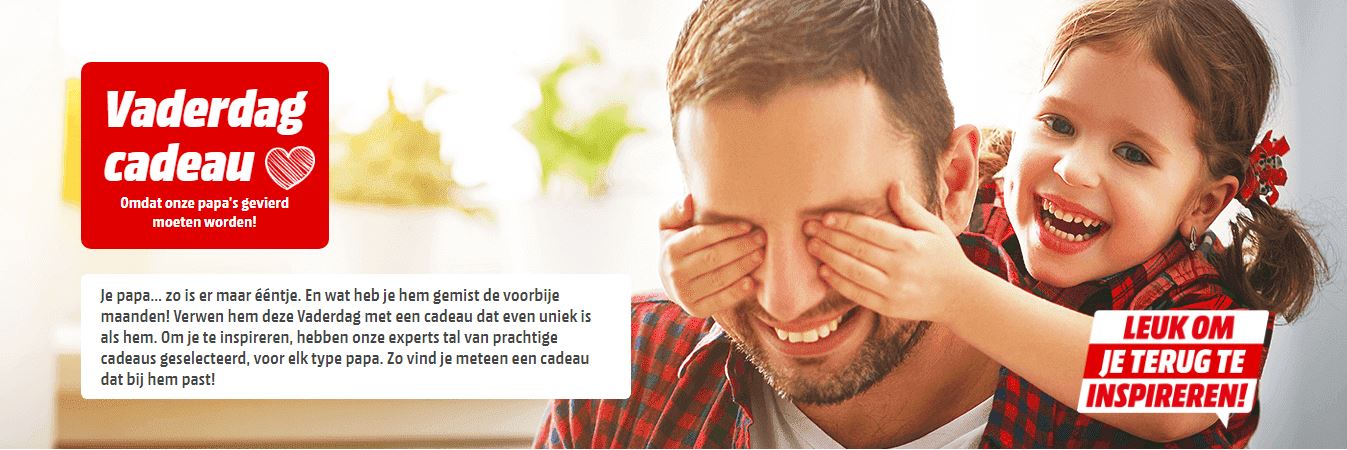 Vaderdag
cadeau
Omdat onze papa's gevierd
moeten worden!
Je papa... zo is er maar ééntje. En wat heb je hem gemist de voorbije
maanden! Verwen hem deze Vaderdag met een cadeau dat even uniek is
als hem. Om je te inspireren, hebben onze experts tal van prachtige
cadeaus geselecteerd, voor elk type papa. Zo vind je meteen een cadeau
dat bij hem past!
LEUK OM
JE TERUG TE
INSPIREREN!